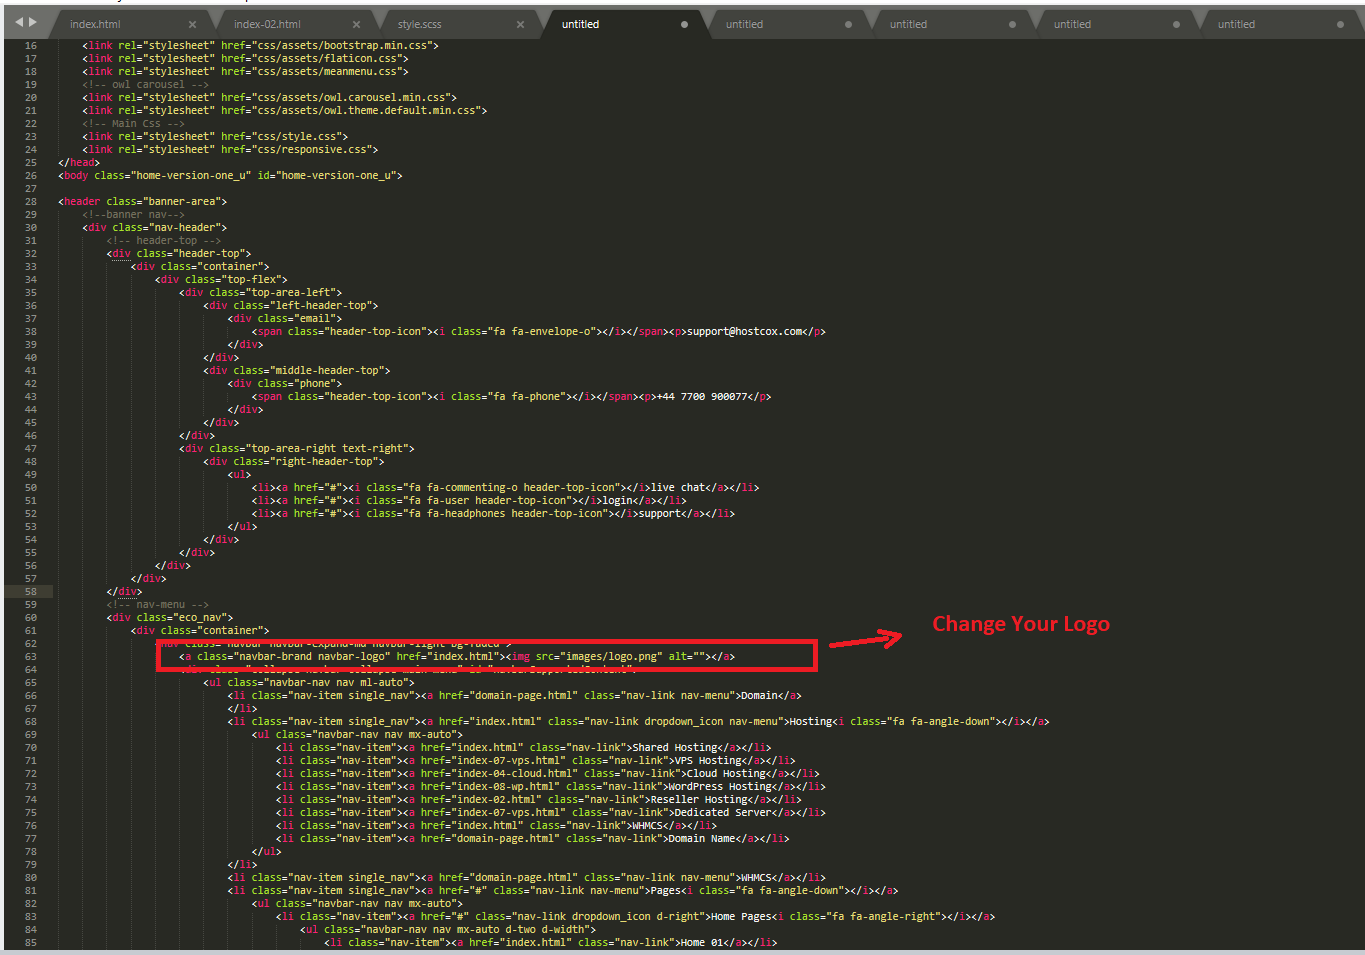 index.html × index-02.html × style.scss × untitled untitled untitled untitled untitled
16 <link rel="stylesheet" href="css/assets/bootstrap.min.css">
17 <link rel="stylesheet" href="css/assets/flaticon.css">
18 <link rel="stylesheet" href="css/assets/meanmenu.css">
19 <!-- owl carousel -->
20 <link rel="stylesheet" href="css/assets/owl.carousel.min.css">
21 <link rel="stylesheet" href="css/assets/owl.theme.default.min.css">
22 <!-- Main Css -->
23 <link rel="stylesheet" href="css/style.css">
24 <link rel="stylesheet" href="css/responsive.css">
25 </head>
26 <body class="home-version-one_u" id="home-version-one_u">
27
28 <header class="banner-area">
29 <!--banner nav-->
30 <div class="nav-header">
31 <!-- header-top -->
32 <div class="header-top">
33 <div class="container">
34 <div class="top-flex">
35 <div class="top-area-left">
36 <div class="left-header-top">
37 <div class="email">
38 <span class="header-top-icon"><i class="fa fa-envelope-o"></i></span><p>support@hostcox.com</p>
39 </div>
40 </div>
41 <div class="middle-header-top">
42 <div class="phone">
43 <span class="header-top-icon"><i class="fa fa-phone"></i></span><p>+44 7700 900077</p>
44 </div>
45 </div>
46 </div>
47 <div class="top-area-right text-right">
48 <div class="right-header-top">
49 <ul>
50 <li><a href="#"><i class="fa fa-commenting-o header-top-icon"></i>live chat</a></li>
51 <li><a href="#"><i class="fa fa-user header-top-icon"></i>login</a></li>
52 <li><a href="#"><i class="fa fa-headphones header-top-icon"></i>support</a></li>
53 </ul>
54 </div>
55 </div>
56 </div>
57 </div>
58 </div>
59 <!-- nav-menu -->
60 <div class="eco_nav">
61 <div class="container">
Change Your Logo
62
63 <a class="navbar-brand navbar-logo" href="index.html"><img src="images/logo.png" alt=""></a>
64
65 <ul class="navbar-nav nav ml-auto">
66 <li class="nav-item single_nav"><a href="domain-page.html" class="nav-link nav-menu">Domain</a>
67 </li>
68 <li class="nav-item single_nav"><a href="index.html" class="nav-link dropdown_icon nav-menu">Hosting<i class="fa fa-angle-down"></i></a>
69 <ul class="navbar-nav nav mx-auto">
70 <li class="nav-item"><a href="index.html" class="nav-link">Shared Hosting</a></li>
71 <li class="nav-item"><a href="index-07-vps.html" class="nav-link">VPS Hosting</a></li>
72 <li class="nav-item"><a href="index-04-cloud.html" class="nav-link">Cloud Hosting</a></li>
73 <li class="nav-item"><a href="index-08-wp.html" class="nav-link">WordPress Hosting</a></li>
74 <li class="nav-item"><a href="index-02.html" class="nav-link">Reseller Hosting</a></li>
75 <li class="nav-item"><a href="index-07-vps.html" class="nav-link">Dedicated Server</a></li>
76 <li class="nav-item"><a href="index.html" class="nav-link">WHMCS</a></li>
77 <li class="nav-item"><a href="domain-page.html" class="nav-link">Domain Name</a></li>
78 </ul>
79 </li>
80 <li class="nav-item single_nav"><a href="domain-page.html" class="nav-link nav-menu">WHMCS</a></li>
81 <li class="nav-item single_nav"><a href="#" class="nav-link nav-menu">Pages<i class="fa fa-angle-down"></i></a>
82 <ul class="navbar-nav nav mx-auto">
83 <li class="nav-item"><a href="#" class="nav-link dropdown_icon d-right">Home Pages<i class="fa fa-angle-right"></i></a>
84 <ul class="navbar-nav nav mx-auto d-two d-width">
85 <li class="nav-item"><a href="index.html" class="nav-link">Home 01</a></li>